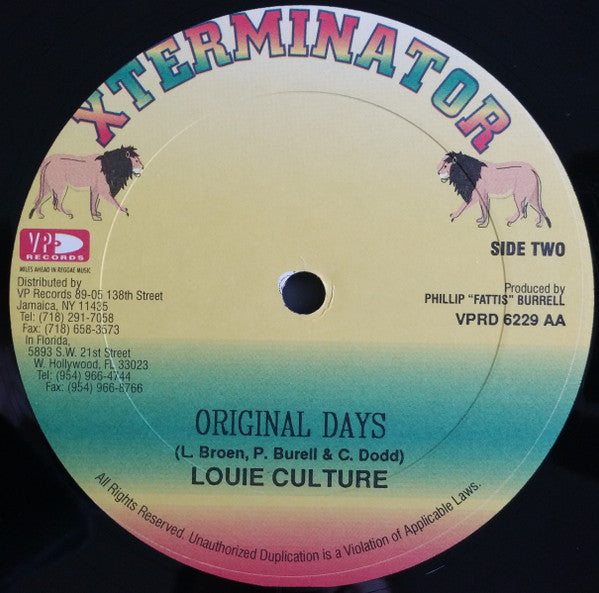 XTERMINATOR
VP
RECORDS
MILES AHEAD IN REGGAE MUSIC
Distributed by
VP Records 89-05 138th Street
Jamaica, NY 11435
Tel: (718) 291-7058
Fax: (718) 658-3573
In Florida,
5893 S.W. 21st Street
W. Hollywood, FL 33023
Tel: (954) 966-4744
Fax: (954) 966-8766
SIDE TWO
Produced by
PHILLIP "FATTIS" BURRELL
VPRD 6229 AA
ORIGINAL DAYS
(L. Broen, P. Burell & C. Dodd)
LOUIE CULTURE
All Rights Reserved. Unauthorized Duplication is a Violation of Applicable Laws.